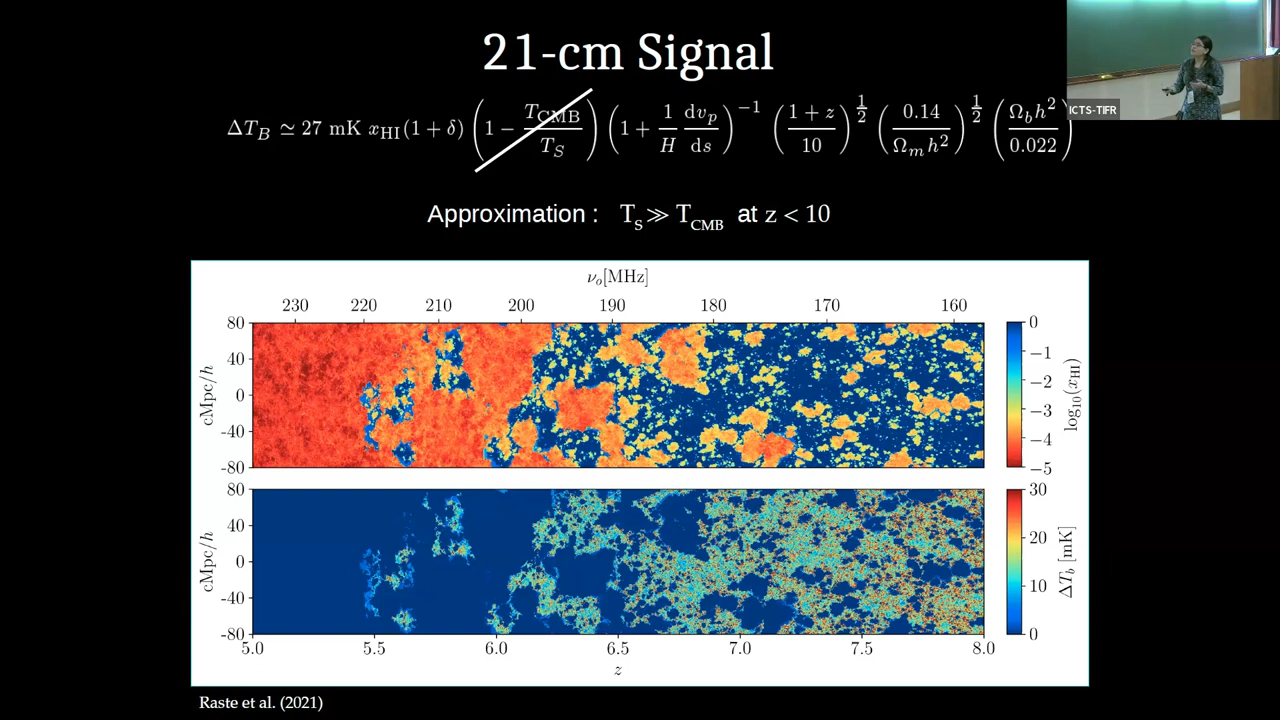 21-cm Signal
ΔT_B ≃ 27 mK x_HI(1 + δ) (1 − T_CMB/T_S) (1 + 1/H dv_p/ds)^−1 ((1 + z)/10)^1/2 (0.14/Ω_m h^2)^1/2 (Ω_b h^2/0.022)
ICTS-TIFR
Approximation : T_S ≫ T_CMB at z < 10
ν_o[MHz]
230 220 210 200 190 180 170 160
80
40
0
-40
-80
cMpc/h
0
−1
−2
−3
−4
−5
log_10(x_HI)
80
40
0
-40
-80
cMpc/h
30
20
10
0
ΔT_b [mK]
5.0 5.5 6.0 6.5 7.0 7.5 8.0
z
Raste et al. (2021)